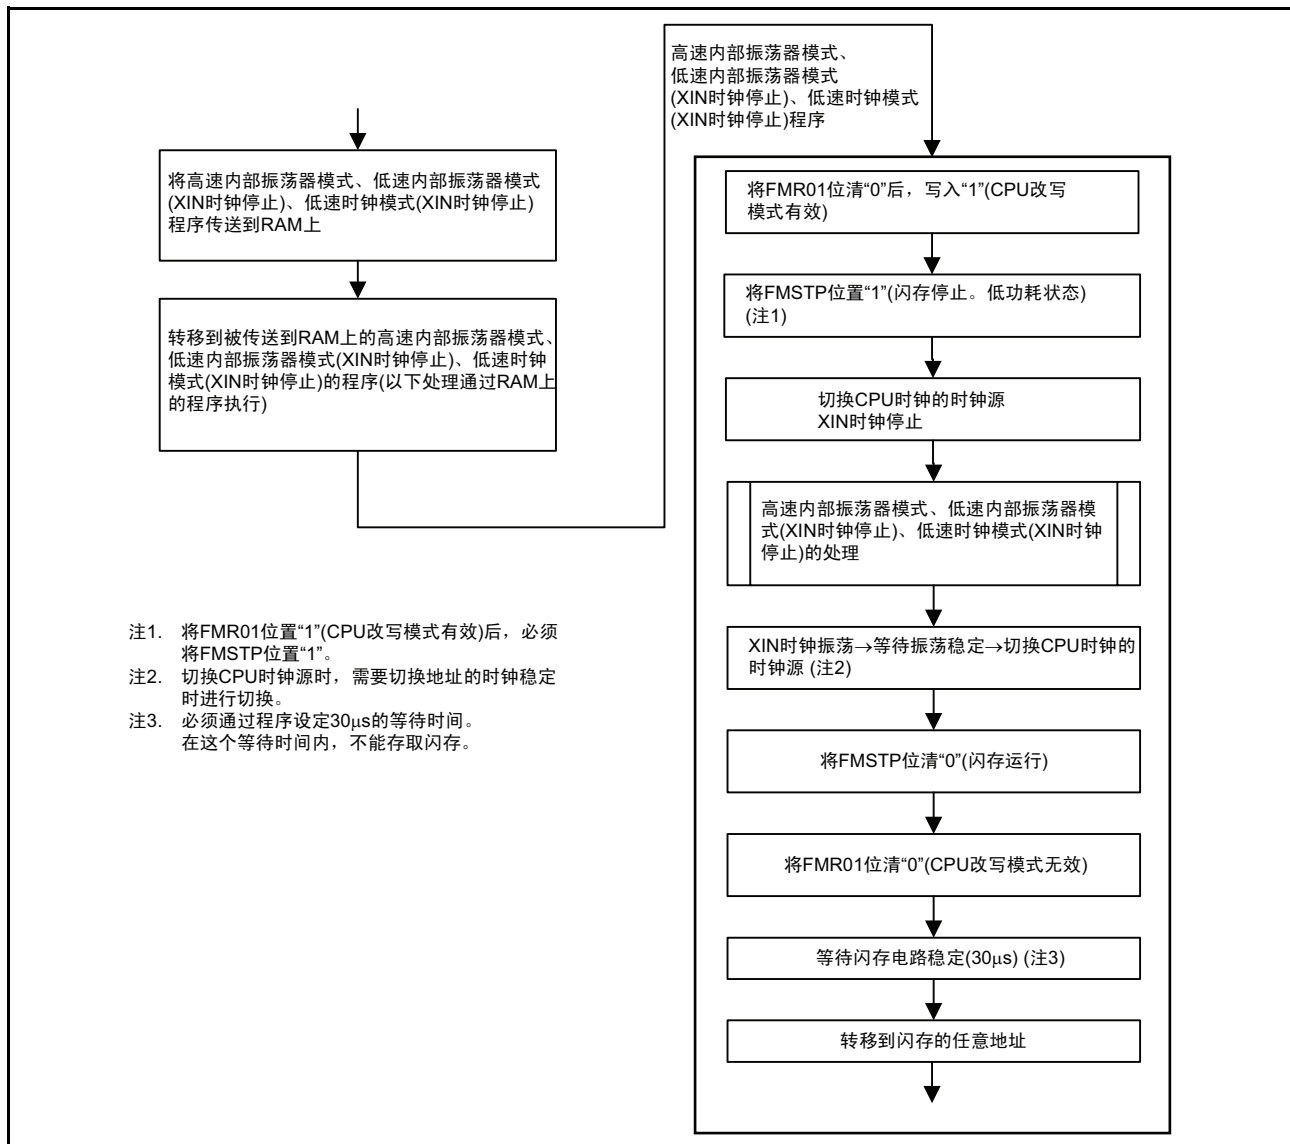 将高速内部振荡器模式、低速内部振荡器模式
(XIN时钟停止)、低速时钟模式(XIN时钟停止)
程序传送到RAM上
转移到被传送到RAM上的高速内部振荡器模式、
低速内部振荡器模式(XIN时钟停止)、低速时钟
模式(XIN时钟停止)的程序(以下处理通过RAM上
的程序执行)
高速内部振荡器模式、
低速内部振荡器模式
(XIN时钟停止)、低速时钟模式
(XIN时钟停止)程序
将FMR01位清“0”后，写入“1”(CPU改写
模式有效)
将FMSTP位置“1”(闪存停止。低功耗状态)
(注1)
切换CPU时钟的时钟源
XIN时钟停止
高速内部振荡器模式、低速内部振荡器模
式(XIN时钟停止)、低速时钟模式(XIN时钟
停止)的处理
XIN时钟振荡→等待振荡稳定→切换CPU时钟的
时钟源 (注2)
将FMSTP位清“0”(闪存运行)
将FMR01位清“0”(CPU改写模式无效)
等待闪存电路稳定(30μs) (注3)
转移到闪存的任意地址
注1. 将FMR01位置“1”(CPU改写模式有效)后，必须
将FMSTP位置“1”。
注2. 切换CPU时钟源时，需要切换地址的时钟稳定
时进行切换。
注3. 必须通过程序设定30μs的等待时间。
在这个等待时间内，不能存取闪存。